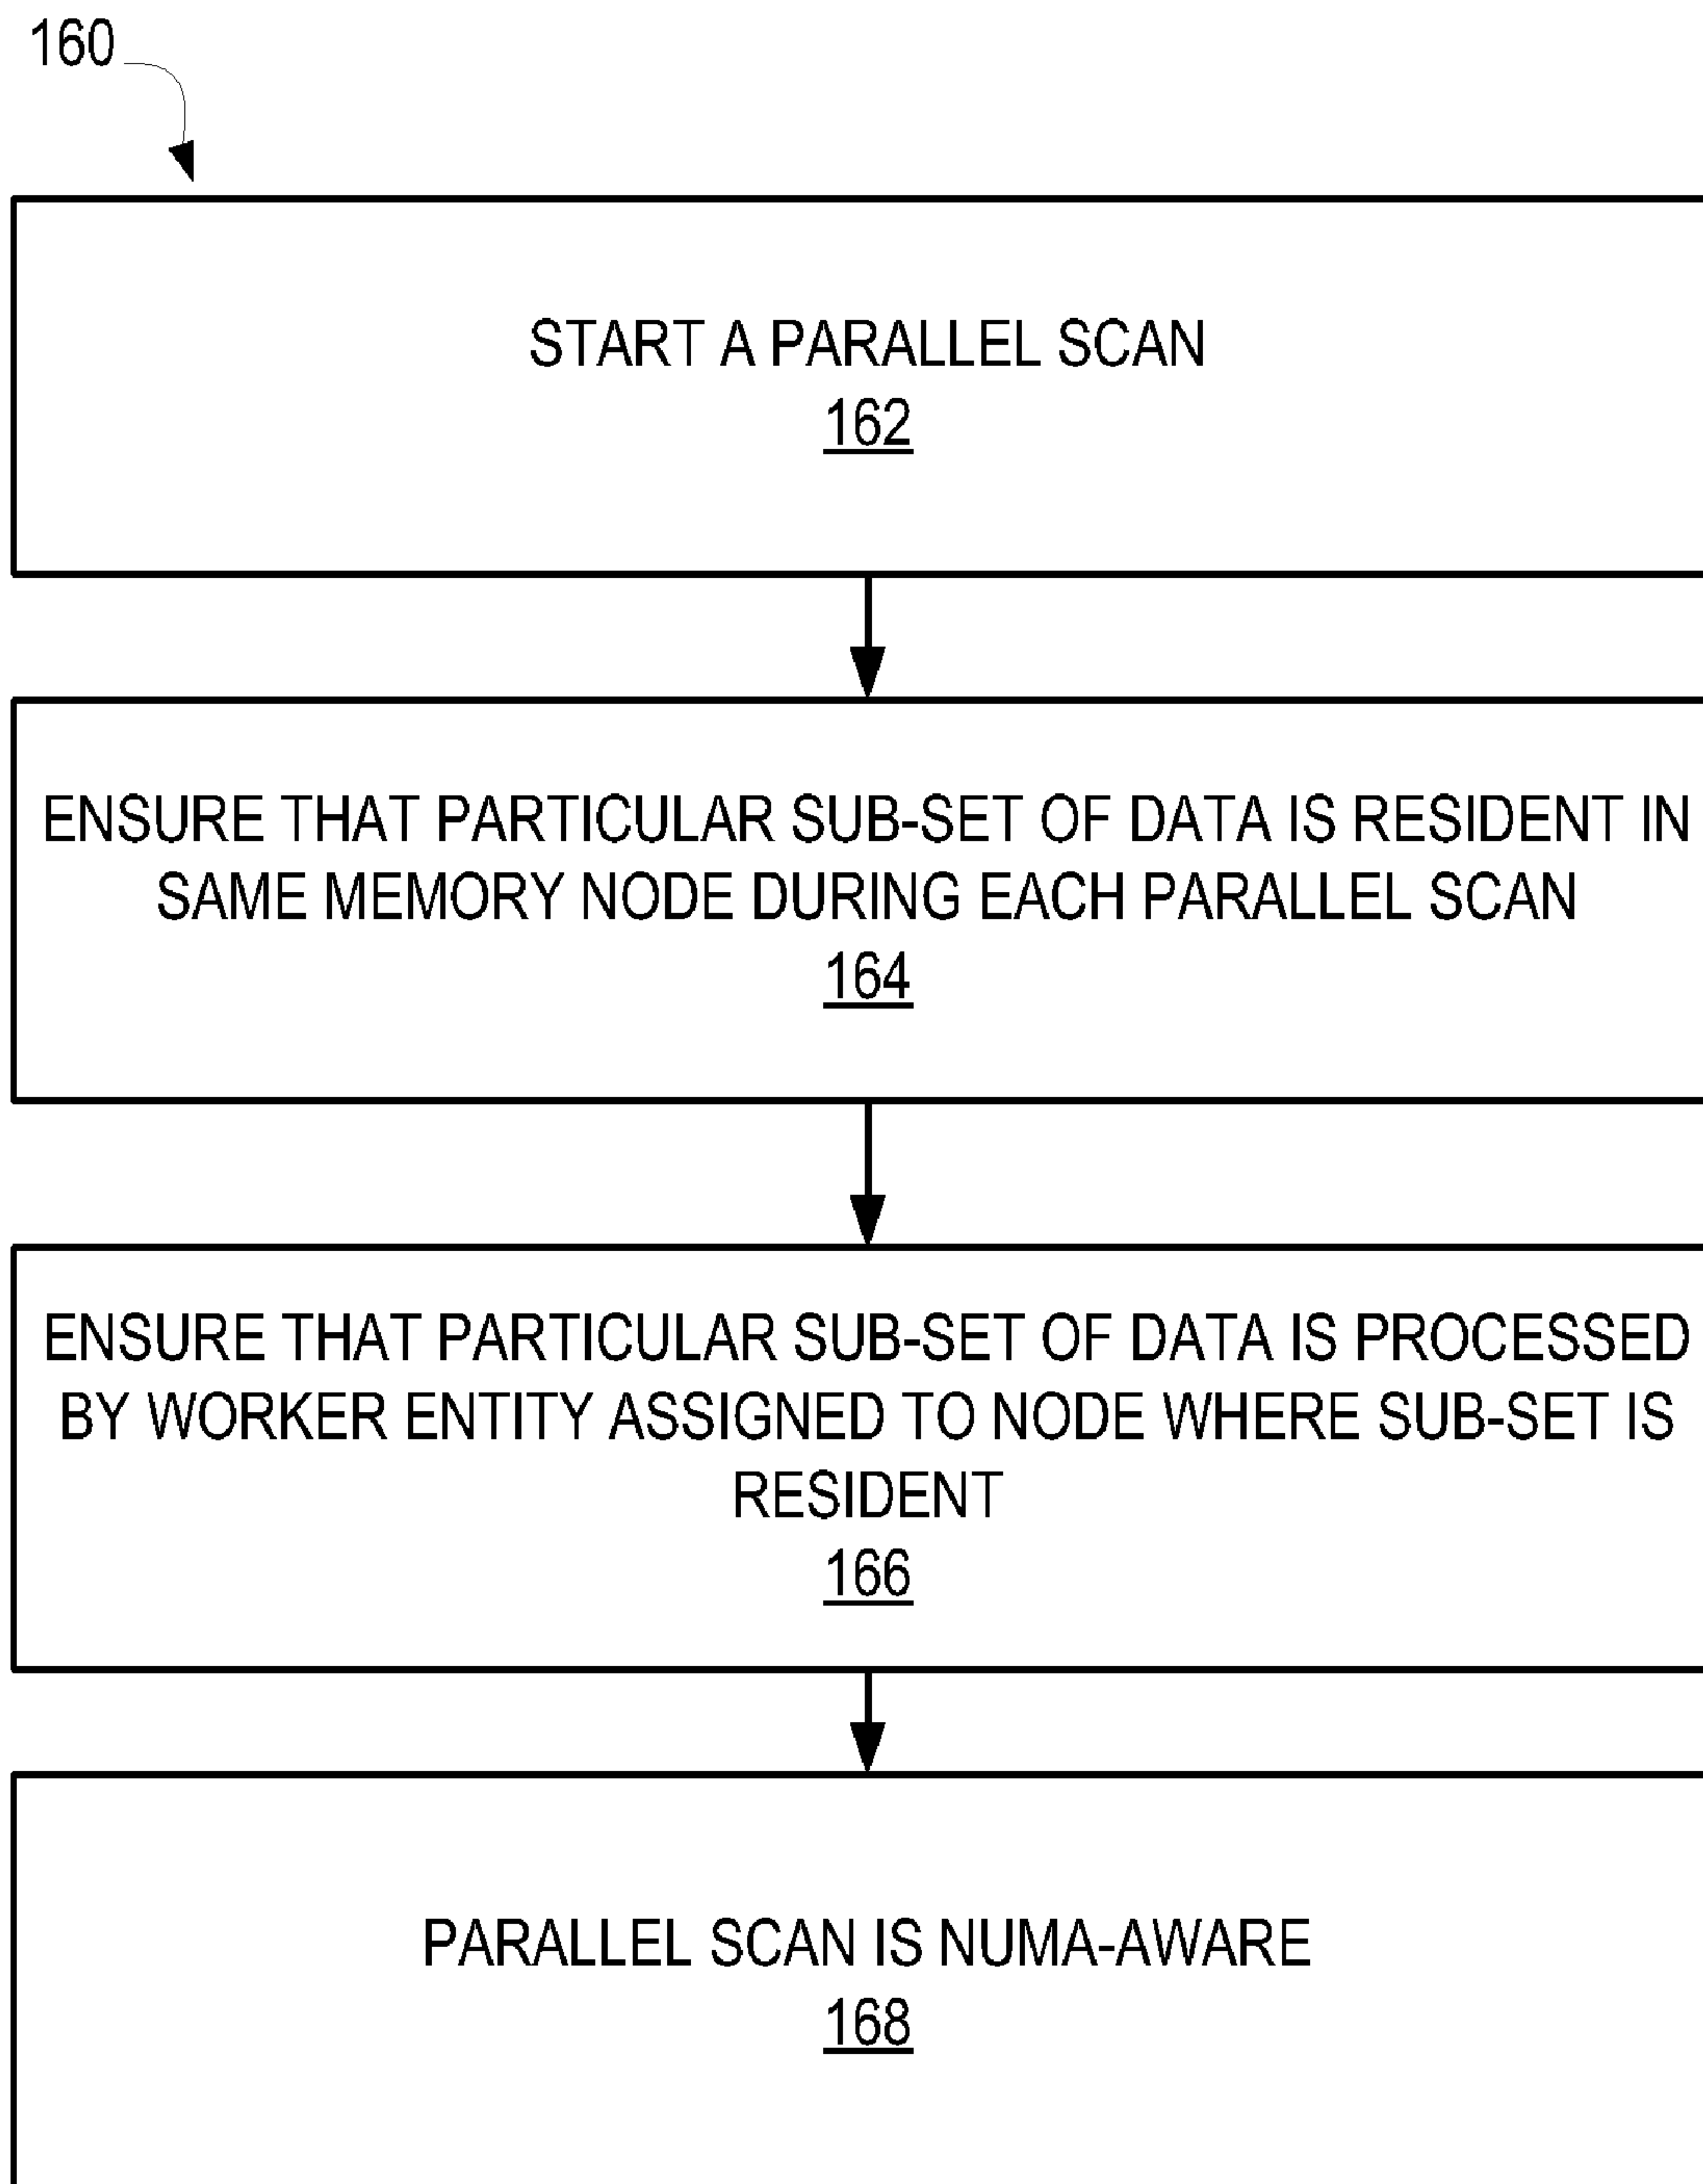 160
START A PARALLEL SCAN
162
ENSURE THAT PARTICULAR SUB-SET OF DATA IS RESIDENT IN
SAME MEMORY NODE DURING EACH PARALLEL SCAN
164
ENSURE THAT PARTICULAR SUB-SET OF DATA IS PROCESSED
BY WORKER ENTITY ASSIGNED TO NODE WHERE SUB-SET IS
RESIDENT
166
PARALLEL SCAN IS NUMA-AWARE
168